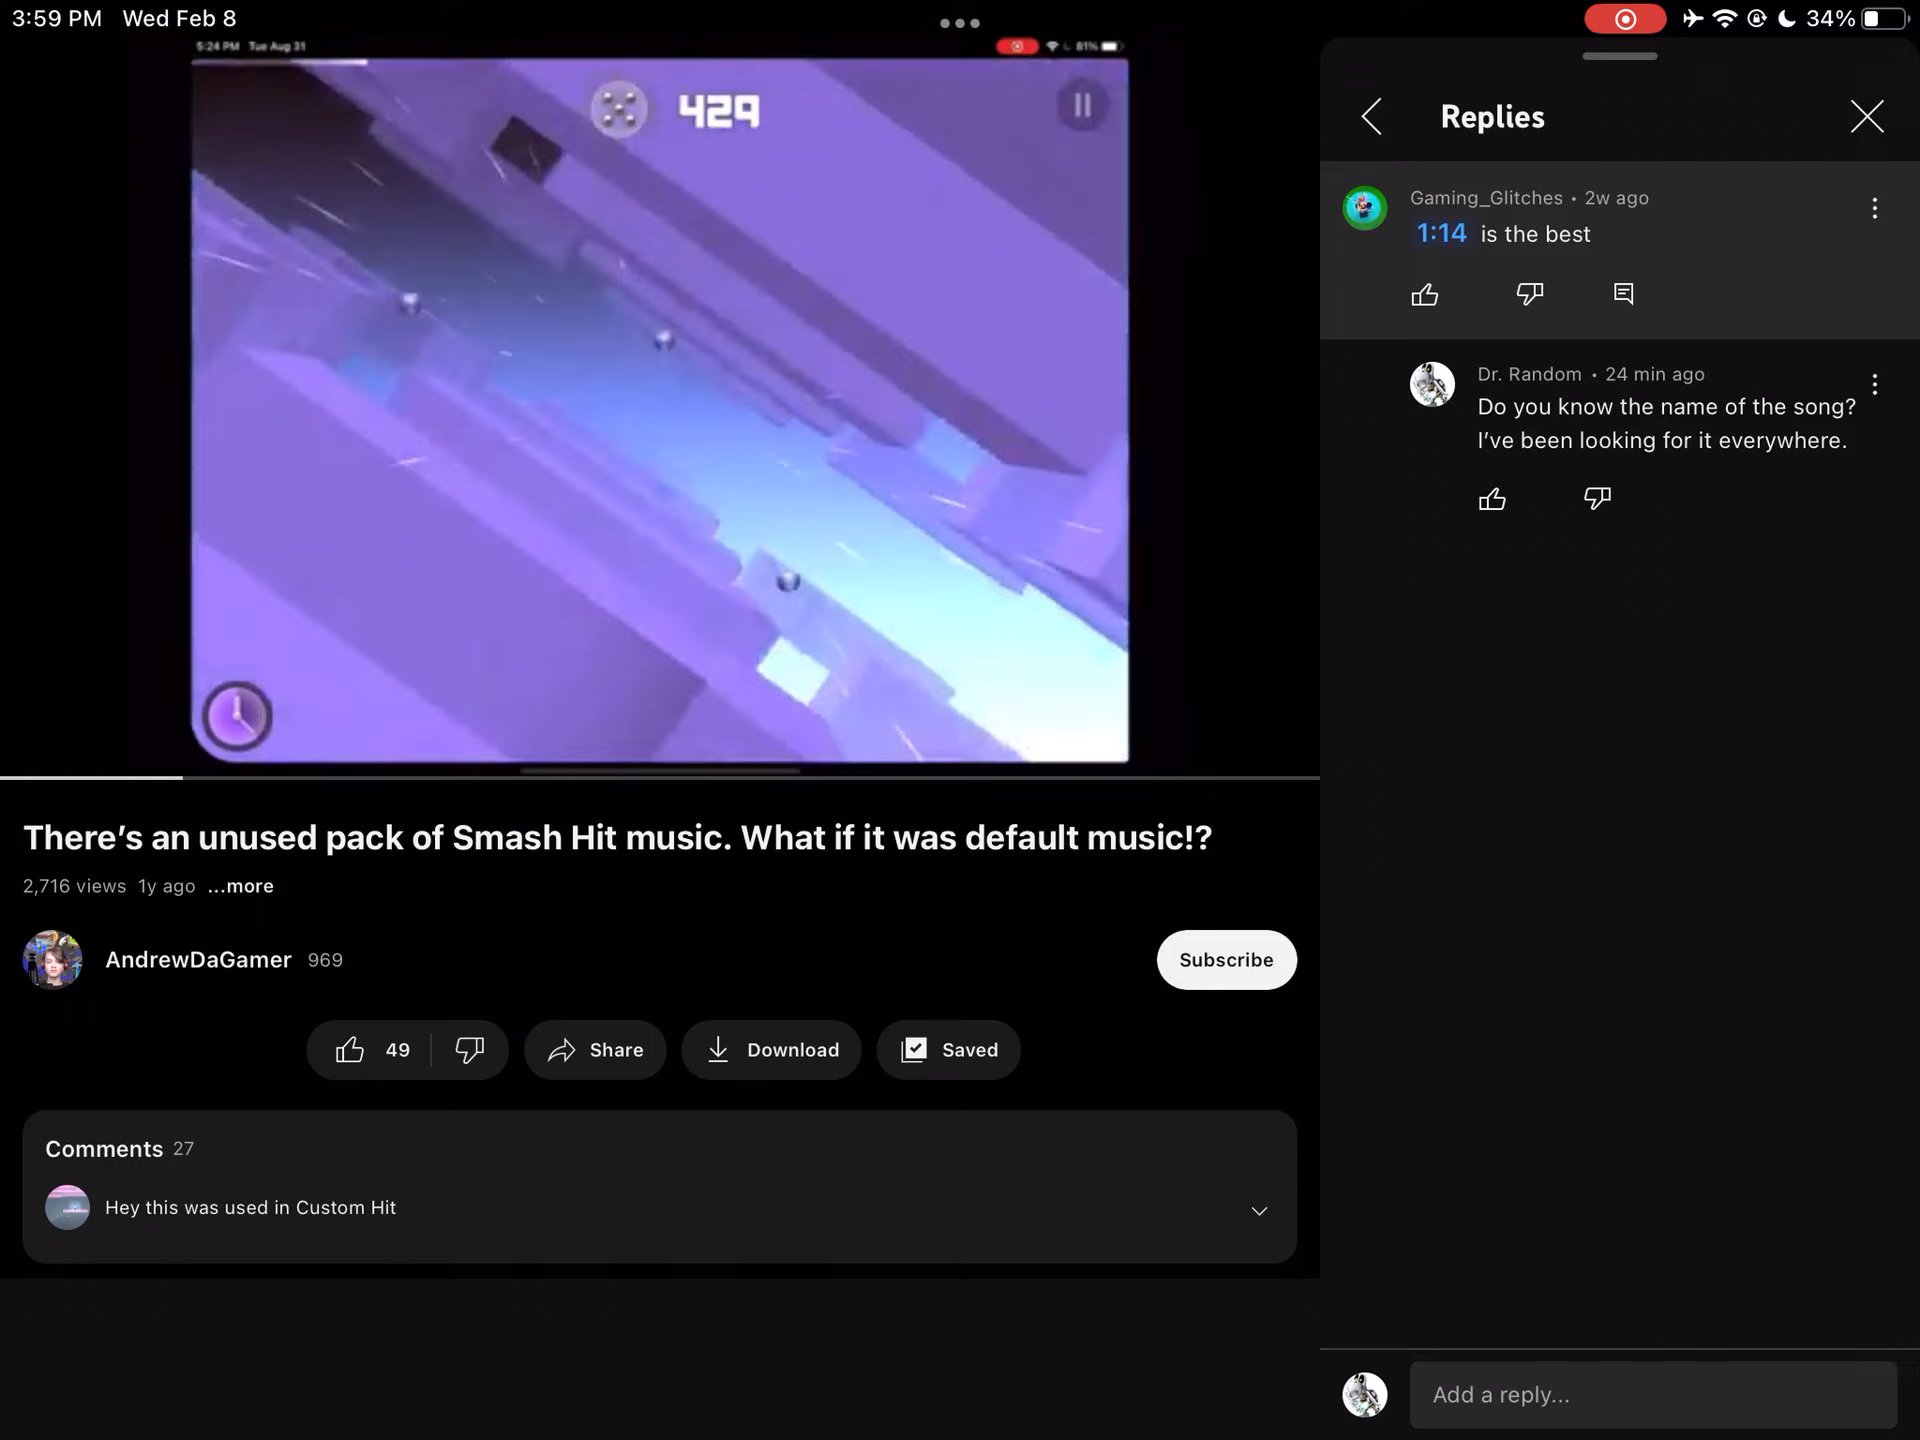 3:59 PM Wed Feb 8
34%
5:24 PM Tue Aug 31
81%
429
Replies
Gaming_Glitches • 2w ago
1:14 is the best
Dr. Random • 24 min ago
Do you know the name of the song?
I’ve been looking for it everywhere.
There’s an unused pack of Smash Hit music. What if it was default music!?
2,716 views 1y ago ...more
AndrewDaGamer 969
Subscribe
49
Share
Download
Saved
Comments 27
Hey this was used in Custom Hit
Add a reply...